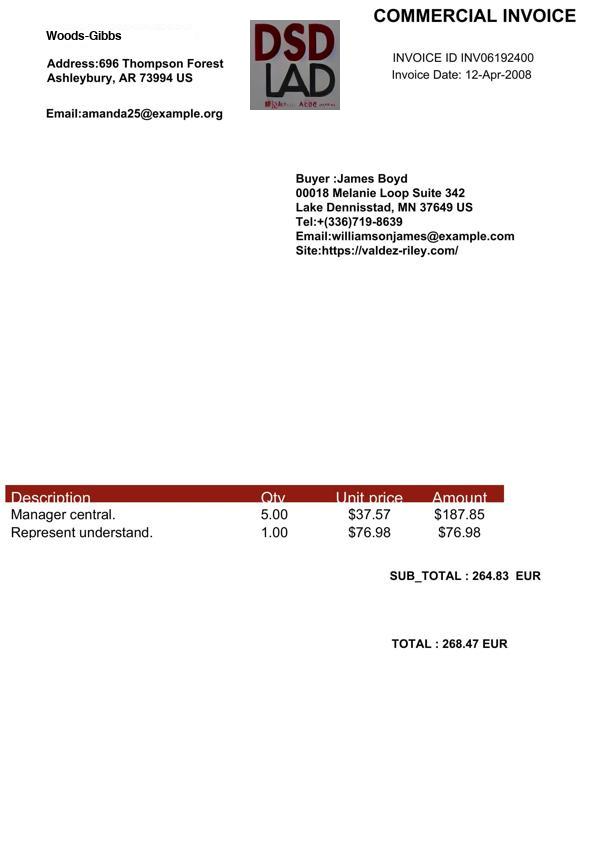 COMMERCIAL INVOICE
Woods-Gibbs
DSD
LAD
INVOICE ID INV06192400
Invoice Date: 12-Apr-2008
Address:696 Thompson Forest
Ashleybury, AR 73994 US
Email:amanda25@example.org
Buyer :James Boyd
00018 Melanie Loop Suite 342
Lake Dennisstad, MN 37649 US
Tel:+(336)719-8639
Email:williamsonjames@example.com
Site:https://valdez-riley.com/
Description Qty Unit price Amount
Manager central. 5.00 $37.57 $187.85
Represent understand. 1.00 $76.98 $76.98
SUB_TOTAL : 264.83 EUR
TOTAL : 268.47 EUR